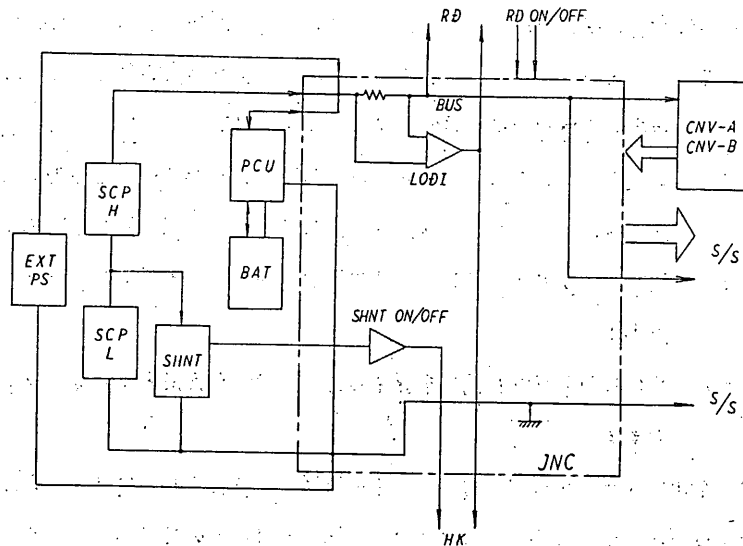 RD
RD ON/OFF
BUS
CNV-A
CNV-B
PCU
LODI
SCP
H
S/S
EXT
PS
BAT
SHNT ON/OFF
SCP
L
SHNT
S/S
JNC
HK